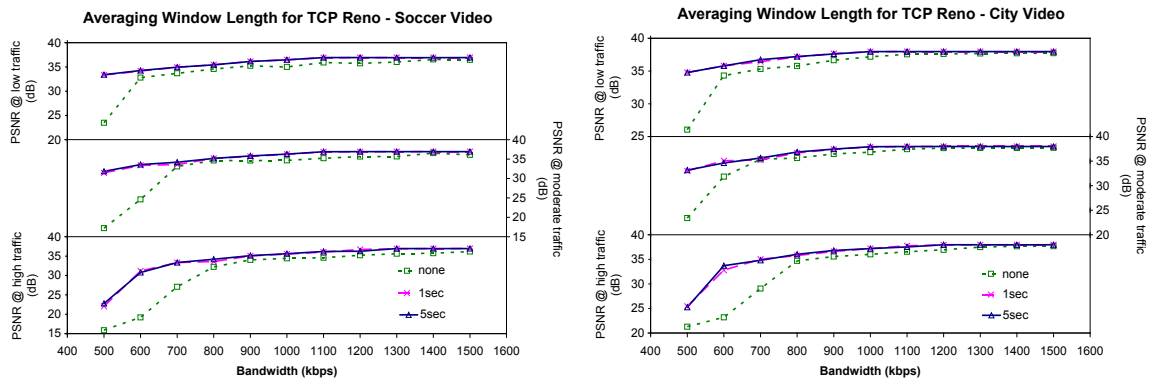 Averaging Window Length for TCP Reno - Soccer Video
PSNR @ low traffic
(dB)
40
35
30
25
20
PSNR @ moderate traffic
(dB)
40
35
30
25
20
15
PSNR @ high traffic
(dB)
40
35
30
25
20
15
none
1sec
5sec
400 500 600 700 800 900 1000 1100 1200 1300 1400 1500 1600
Bandwidth (kbps)
Averaging Window Length for TCP Reno - City Video
PSNR @ low traffic
(dB)
40
35
30
25
PSNR @ moderate traffic
(dB)
40
35
30
25
20
PSNR @ high traffic
(dB)
40
35
30
25
20
none
1sec
5sec
400 500 600 700 800 900 1000 1100 1200 1300 1400 1500 1600
Bandwidth (kbps)